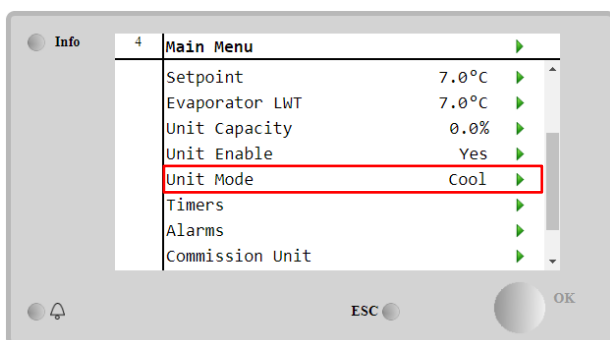 Info
4 Main Menu
Setpoint 7.0°C
Evaporator LWT 7.0°C
Unit Capacity 0.0%
Unit Enable Yes
Unit Mode Cool
Timers
Alarms
Commission Unit
ESC
OK